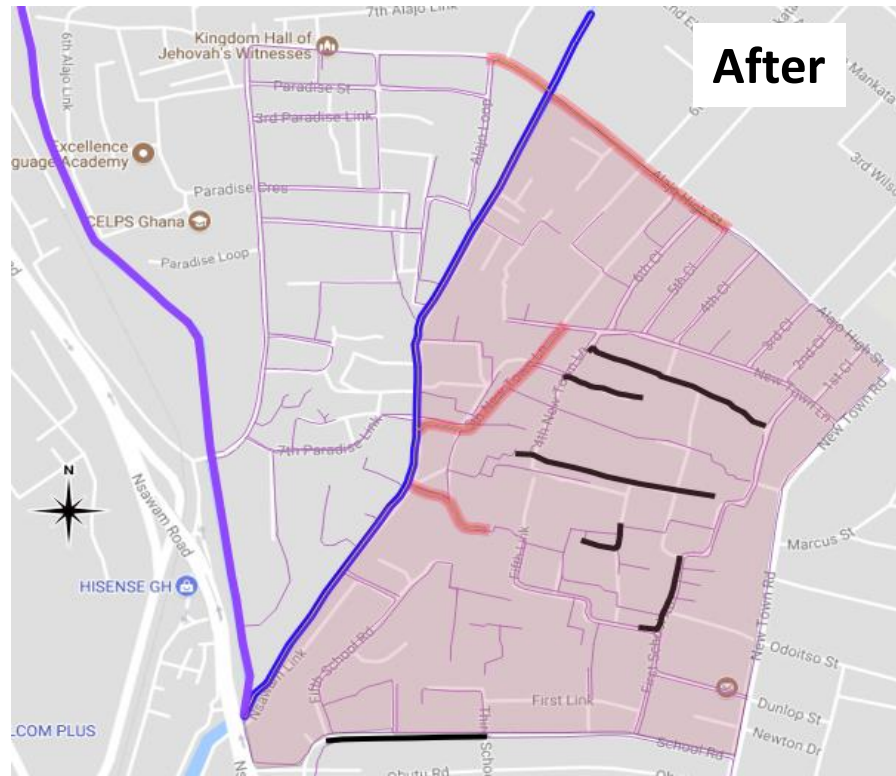 After
7th Alajo Link
Kingdom Hall of
Jehovah's Witnesses
6th Alajo Link
Paradise St
3rd Paradise Link
Alajo Loop
Excellence
guage Academy
Paradise Cres
CELPS Ghana
Paradise Loop
Alajo High St
6th Cl
5th Cl
4th Cl
3rd Cl
2nd Cl
1st Cl
Alajo High St
New Town Ln
New Town Rd
4th New Town Ln
7th Paradise Link
N
Nsawam Road
Marcus St
Fifth Link
HISENSE GH
New Town Rd
Odoitso St
Nsawam Link
Fifth School Rd
First Link
Dunlop St
Newton Dr
School Rd
LCOM PLUS